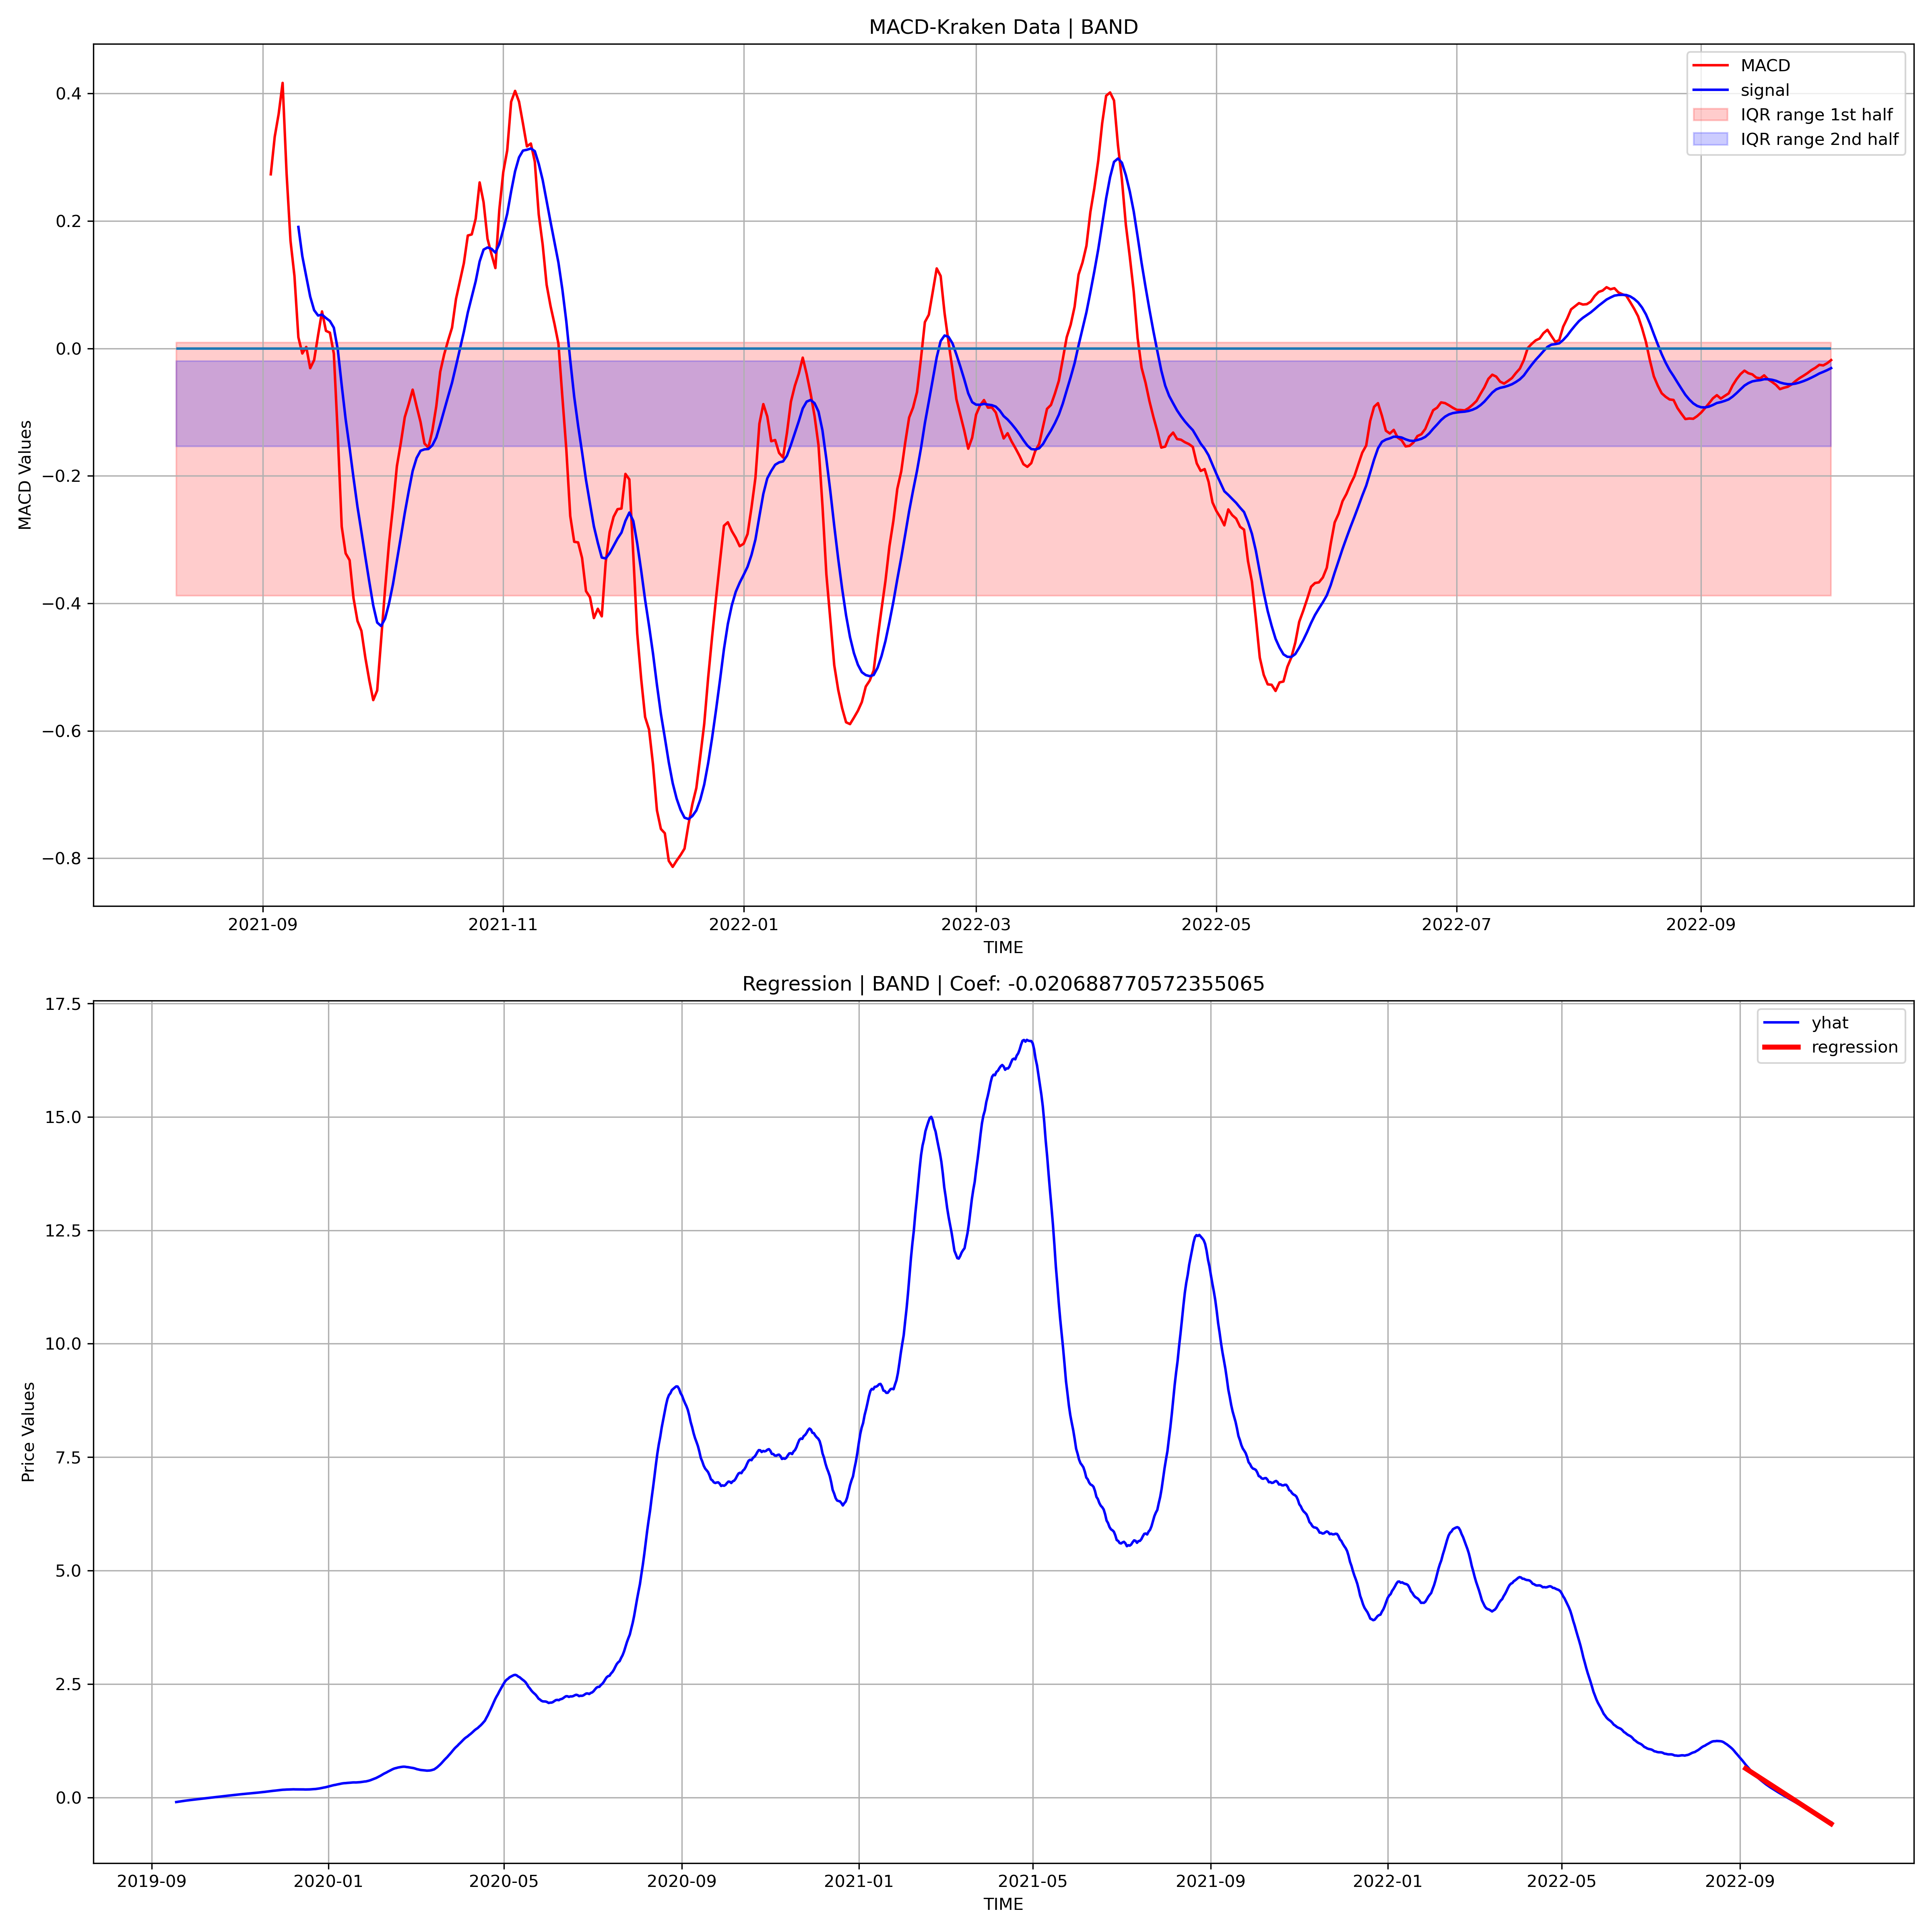 MACD-Kraken Data | BAND
MACD
signal
IQR range 1st half
IQR range 2nd half
MACD Values
0.4
0.2
0.0
−0.2
−0.4
−0.6
−0.8
2021-09 2021-11 2022-01 2022-03 2022-05 2022-07 2022-09
TIME
Regression | BAND | Coef: -0.020688770572355065
yhat
regression
Price Values
17.5
15.0
12.5
10.0
7.5
5.0
2.5
0.0
2019-09 2020-01 2020-05 2020-09 2021-01 2021-05 2021-09 2022-01 2022-05 2022-09
TIME